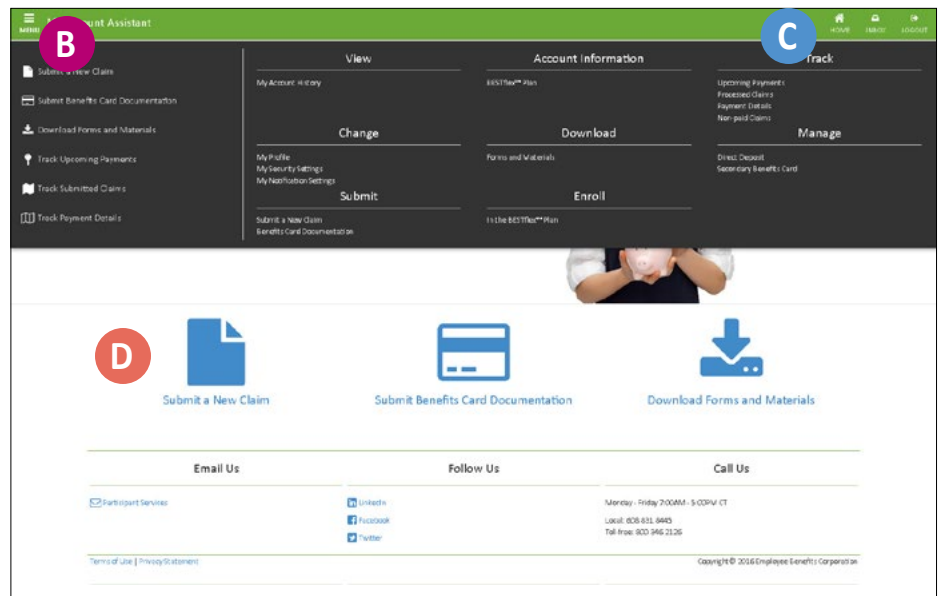 MENU
ount Assistant
HOME
INBOX
LOGOUT
B
C
Submit a New Claim
Submit Benefits Card Documentation
Download Forms and Materials
Track Upcoming Payments
Track Submitted Claims
Track Payment Details
View
My Account History
Account Information
BESTflex™ Plan
Track
Upcoming Payments
Processed Claims
Payment Details
Non-paid Claims
Change
My Profile
My Security Settings
My Notification Settings
Download
Forms and Materials
Manage
Direct Deposit
Secondary Benefits Card
Submit
Submit a New Claim
Benefits Card Documentation
Enroll
In the BESTflex™ Plan
D
Submit a New Claim
Submit Benefits Card Documentation
Download Forms and Materials
Email Us
Participant Services
Follow Us
LinkedIn
Facebook
Twitter
Call Us
Monday - Friday 7:00AM - 5:00PM CT
Local: 608 831 8445
Toll-free: 800 346 2126
Terms of Use | Privacy Statement
Copyright © 2016 Employee Benefits Corporation